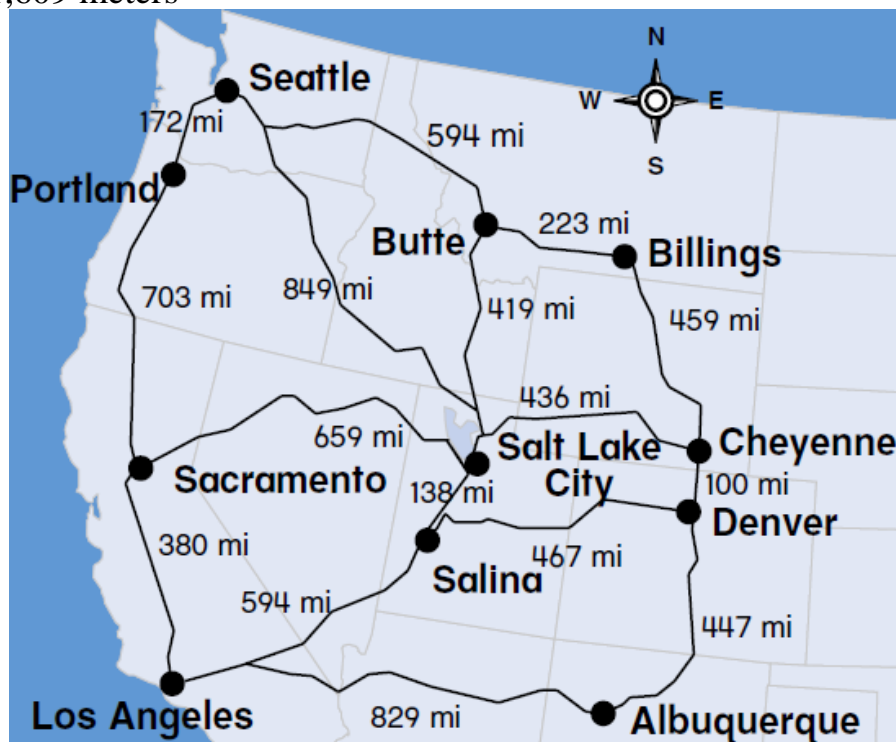 ,809 meters
N
Seattle
W E
172 mi
594 mi
S
Portland
223 mi
Butte
Billings
849 mi
703 mi
419 mi
459 mi
436 mi
659 mi
Salt Lake City
Cheyenne
Sacramento
138 mi
100 mi
Denver
380 mi
467 mi
Salina
594 mi
447 mi
Los Angeles
829 mi
Albuquerque